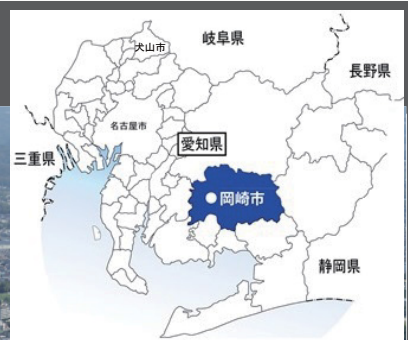 犬山市
岐阜県
長野県
名古屋市
愛知県
三重県
岡崎市
静岡県